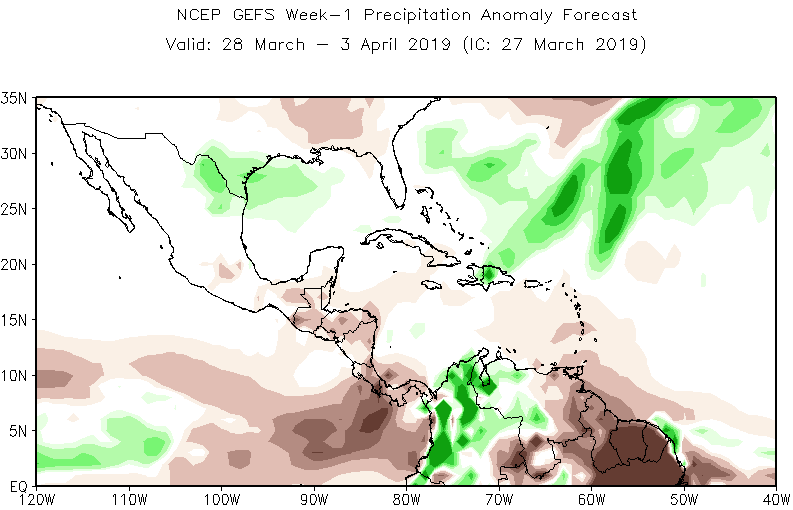 NCEP GEFS Week-1 Precipitation Anomaly Forecast
Valid: 28 March - 3 April 2019 (IC: 27 March 2019)
35N
30N
25N
20N
15N
10N
5N
EQ
120W 110W 100W 90W 80W 70W 60W 50W 40W